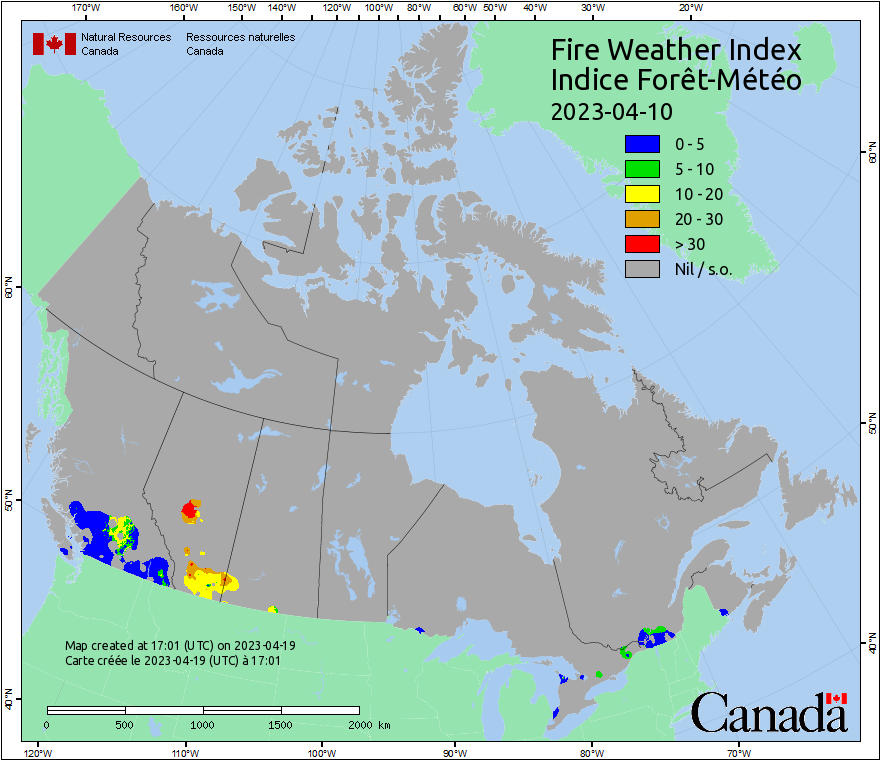 170°W 160°W 150°W 140°W 130°W 120°W 110°W 100°W 90°W 80°W 70°W 60°W 50°W 40°W 30°W 20°W
Natural Resources Canada
Ressources naturelles Canada
Fire Weather Index
Indice Forêt-Météo
2023-04-10
0 - 5
5 - 10
10 - 20
20 - 30
> 30
Nil / s.o.
60°N
60°N
50°N
50°N
40°N
40°N
Map created at 17:01 (UTC) on 2023-04-19
Carte créée le 2023-04-19 (UTC) à 17:01
0 500 1000 1500 2000 km
Canada
120°W 110°W 100°W 90°W 80°W 70°W